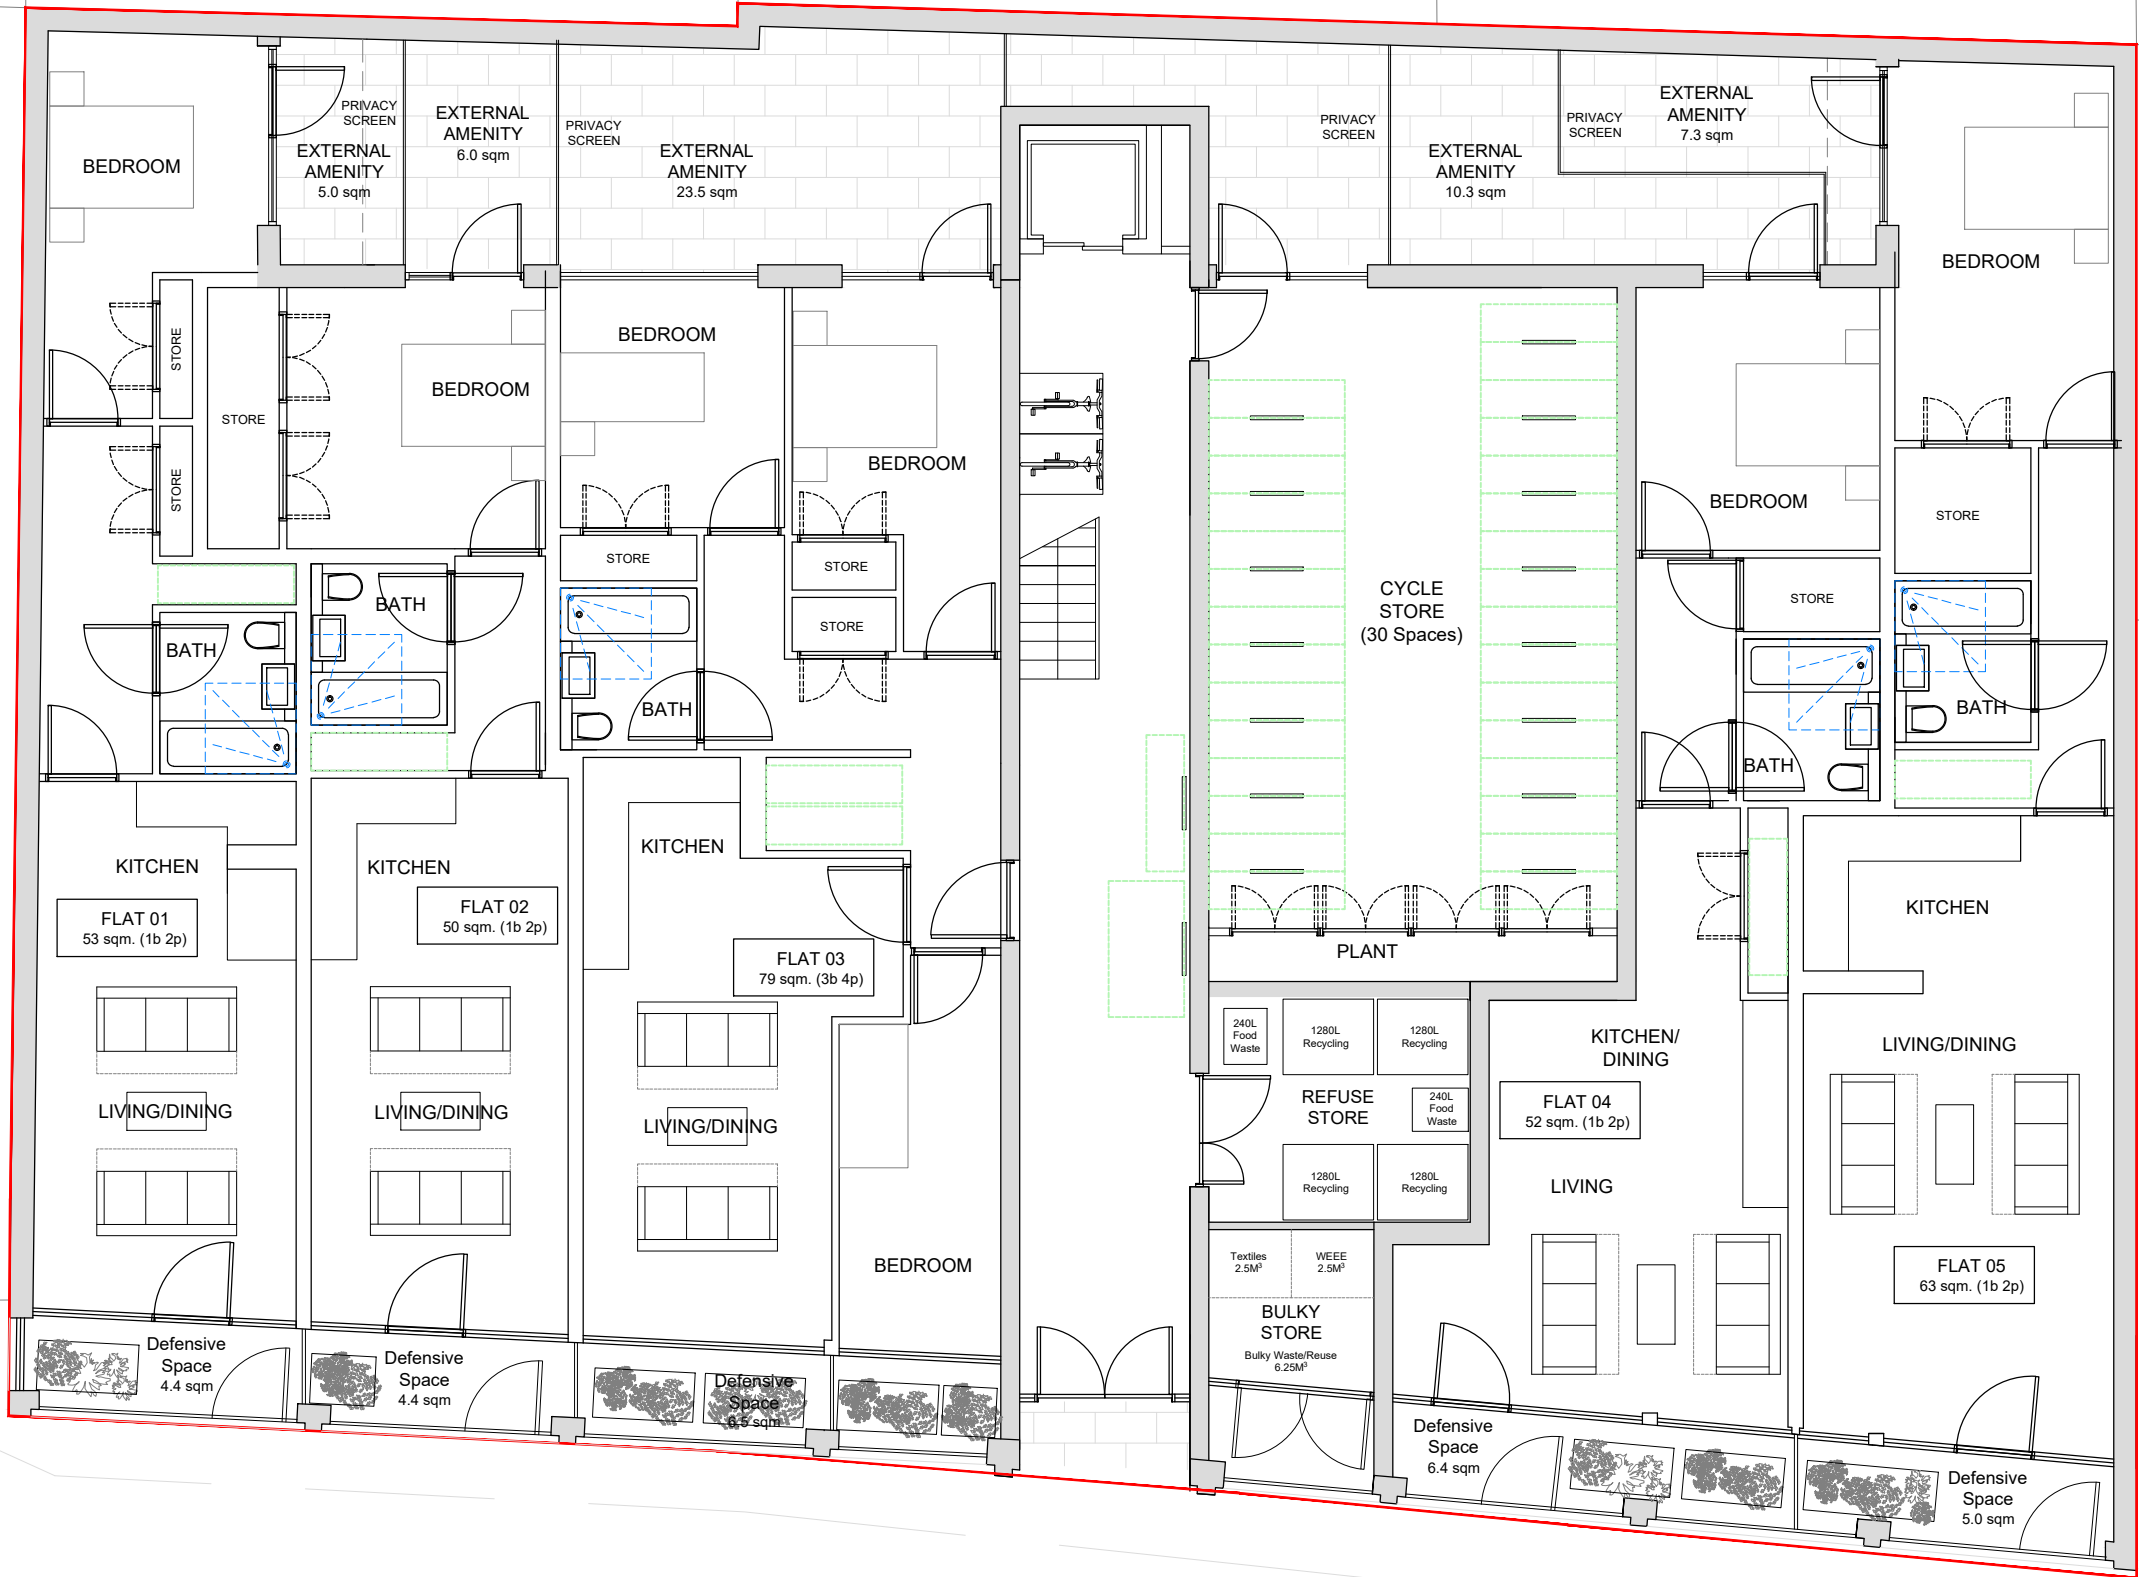 PRIVACY
SCREEN
EXTERNAL
AMENITY
5.0 sqm
EXTERNAL
AMENITY
6.0 sqm
PRIVACY
SCREEN
EXTERNAL
AMENITY
23.5 sqm
PRIVACY
SCREEN
EXTERNAL
AMENITY
10.3 sqm
PRIVACY
SCREEN
EXTERNAL
AMENITY
7.3 sqm
BEDROOM
BEDROOM
STORE
STORE
STORE
BEDROOM
BEDROOM
BEDROOM
BEDROOM
STORE
STORE
STORE
STORE
STORE
BATH
BATH
BATH
BATH
BATH
CYCLE
STORE
(30 Spaces)
PLANT
KITCHEN
FLAT 01
53 sqm. (1b 2p)
LIVING/DINING
KITCHEN
FLAT 02
50 sqm. (1b 2p)
LIVING/DINING
KITCHEN
FLAT 03
79 sqm. (3b 4p)
LIVING/DINING
BEDROOM
240L
Food
Waste
1280L
Recycling
1280L
Recycling
REFUSE
STORE
240L
Food
Waste
1280L
Recycling
1280L
Recycling
Textiles
2.5M³
WEEE
2.5M³
BULKY
STORE
Bulky Waste/Reuse
6.25M³
KITCHEN/
DINING
FLAT 04
52 sqm. (1b 2p)
LIVING
KITCHEN
LIVING/DINING
FLAT 05
63 sqm. (1b 2p)
Defensive
Space
4.4 sqm
Defensive
Space
4.4 sqm
Defensive
Space
6.5 sqm
Defensive
Space
6.4 sqm
Defensive
Space
5.0 sqm